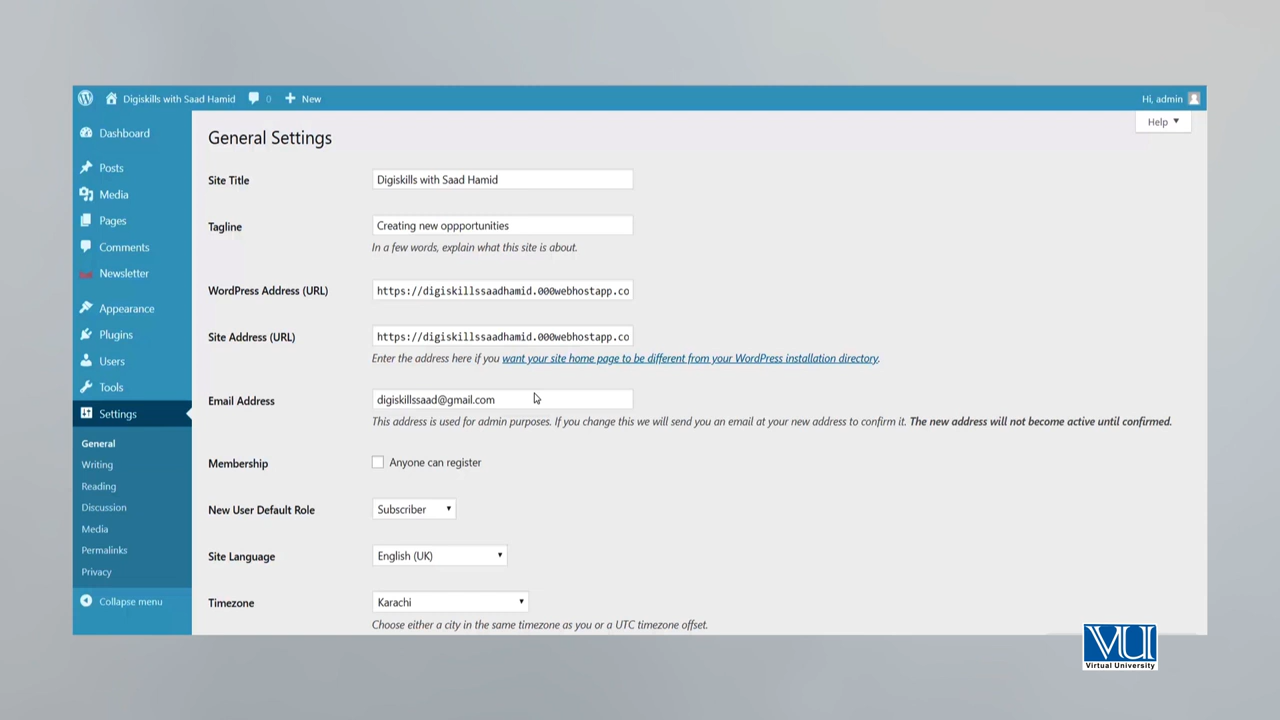 Digiskills with Saad Hamid 0 New Hi, admin
Help
Dashboard
Posts
Media
Pages
Comments
Newsletter
Appearance
Plugins
Users
Tools
Settings
General
Writing
Reading
Discussion
Media
Permalinks
Privacy
Collapse menu
General Settings
Site Title Digiskills with Saad Hamid
Tagline Creating new oppportunities
In a few words, explain what this site is about.
WordPress Address (URL) https://digiskillssaadhamid.000webhostapp.co
Site Address (URL) https://digiskillssaadhamid.000webhostapp.co
Enter the address here if you want your site home page to be different from your WordPress installation directory.
Email Address digiskillssaad@gmail.com
This address is used for admin purposes. If you change this we will send you an email at your new address to confirm it. The new address will not become active until confirmed.
Membership Anyone can register
New User Default Role Subscriber
Site Language English (UK)
Timezone Karachi
Choose either a city in the same timezone as you or a UTC timezone offset.
VU
Virtual University